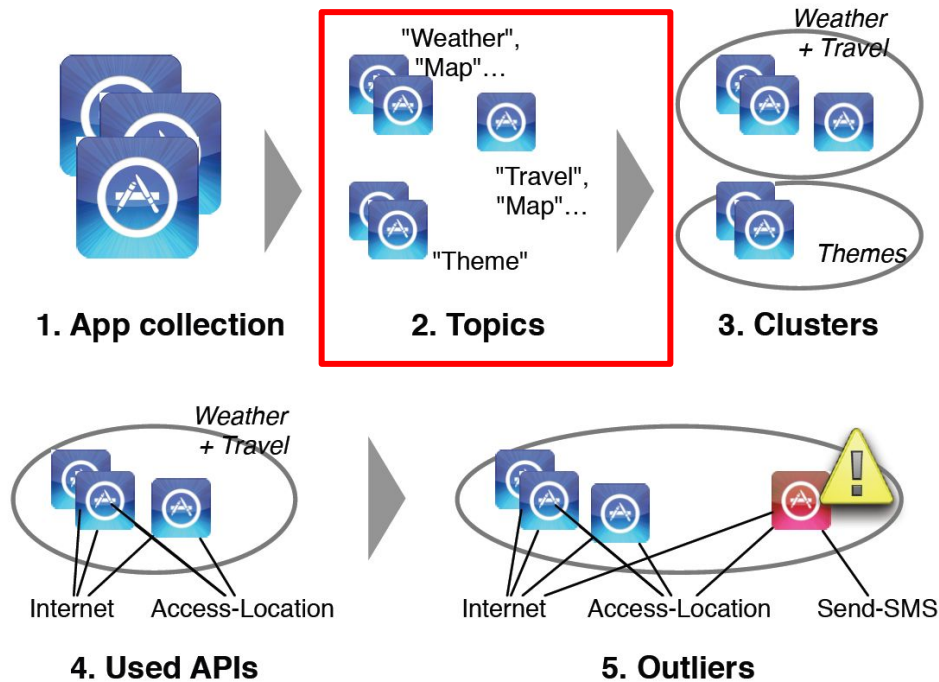 "Weather",
"Map"…
"Travel",
"Map"…
"Theme"
Weather
+ Travel
Themes
1. App collection
2. Topics
3. Clusters
Weather
+ Travel
Internet
Access-Location
Internet
Access-Location
Send-SMS
4. Used APIs
5. Outliers